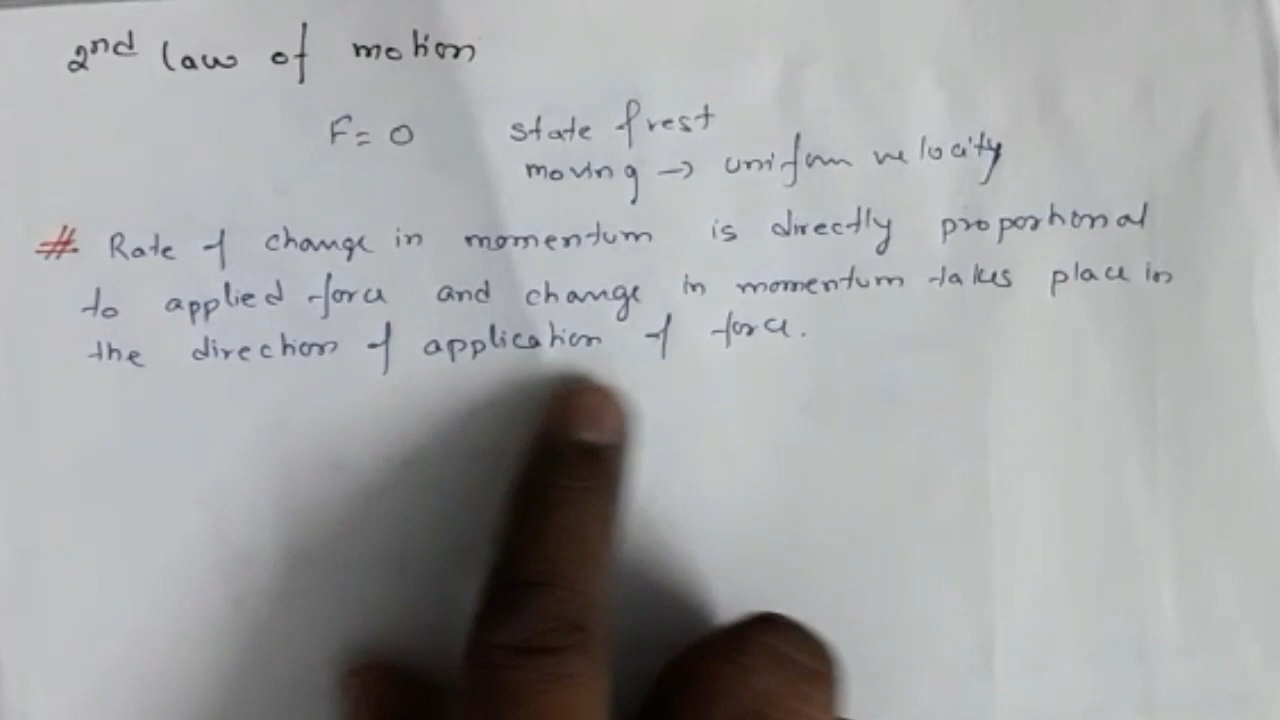 2nd law of motion
F = 0 state of rest
moving → uniform velocity
# Rate of change in momentum is directly proportional
to applied force and change in momentum takes place in
the direction of application of force.